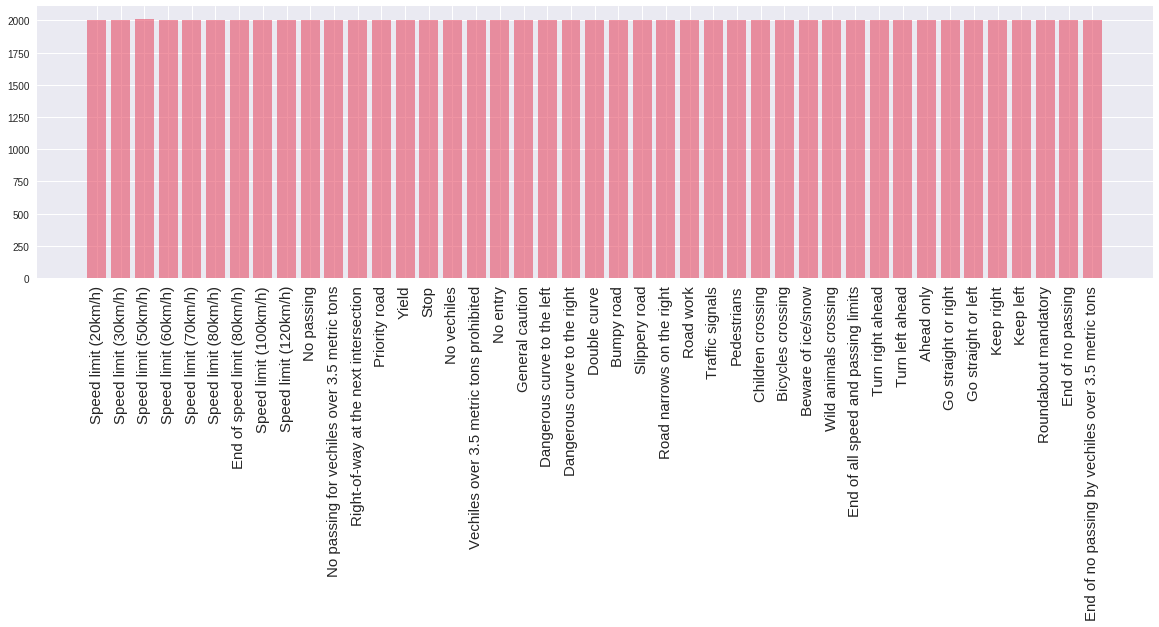 2000
1750
1500
1250
1000
750
500
250
0
Speed limit (20km/h)
Speed limit (30km/h)
Speed limit (50km/h)
Speed limit (60km/h)
Speed limit (70km/h)
Speed limit (80km/h)
End of speed limit (80km/h)
Speed limit (100km/h)
Speed limit (120km/h)
No passing
No passing for vechiles over 3.5 metric tons
Right-of-way at the next intersection
Priority road
Yield
Stop
No vechiles
Vechiles over 3.5 metric tons prohibited
No entry
General caution
Dangerous curve to the left
Dangerous curve to the right
Double curve
Bumpy road
Slippery road
Road narrows on the right
Road work
Traffic signals
Pedestrians
Children crossing
Bicycles crossing
Beware of ice/snow
Wild animals crossing
End of all speed and passing limits
Turn right ahead
Turn left ahead
Ahead only
Go straight or right
Go straight or left
Keep right
Keep left
Roundabout mandatory
End of no passing
End of no passing by vechiles over 3.5 metric tons